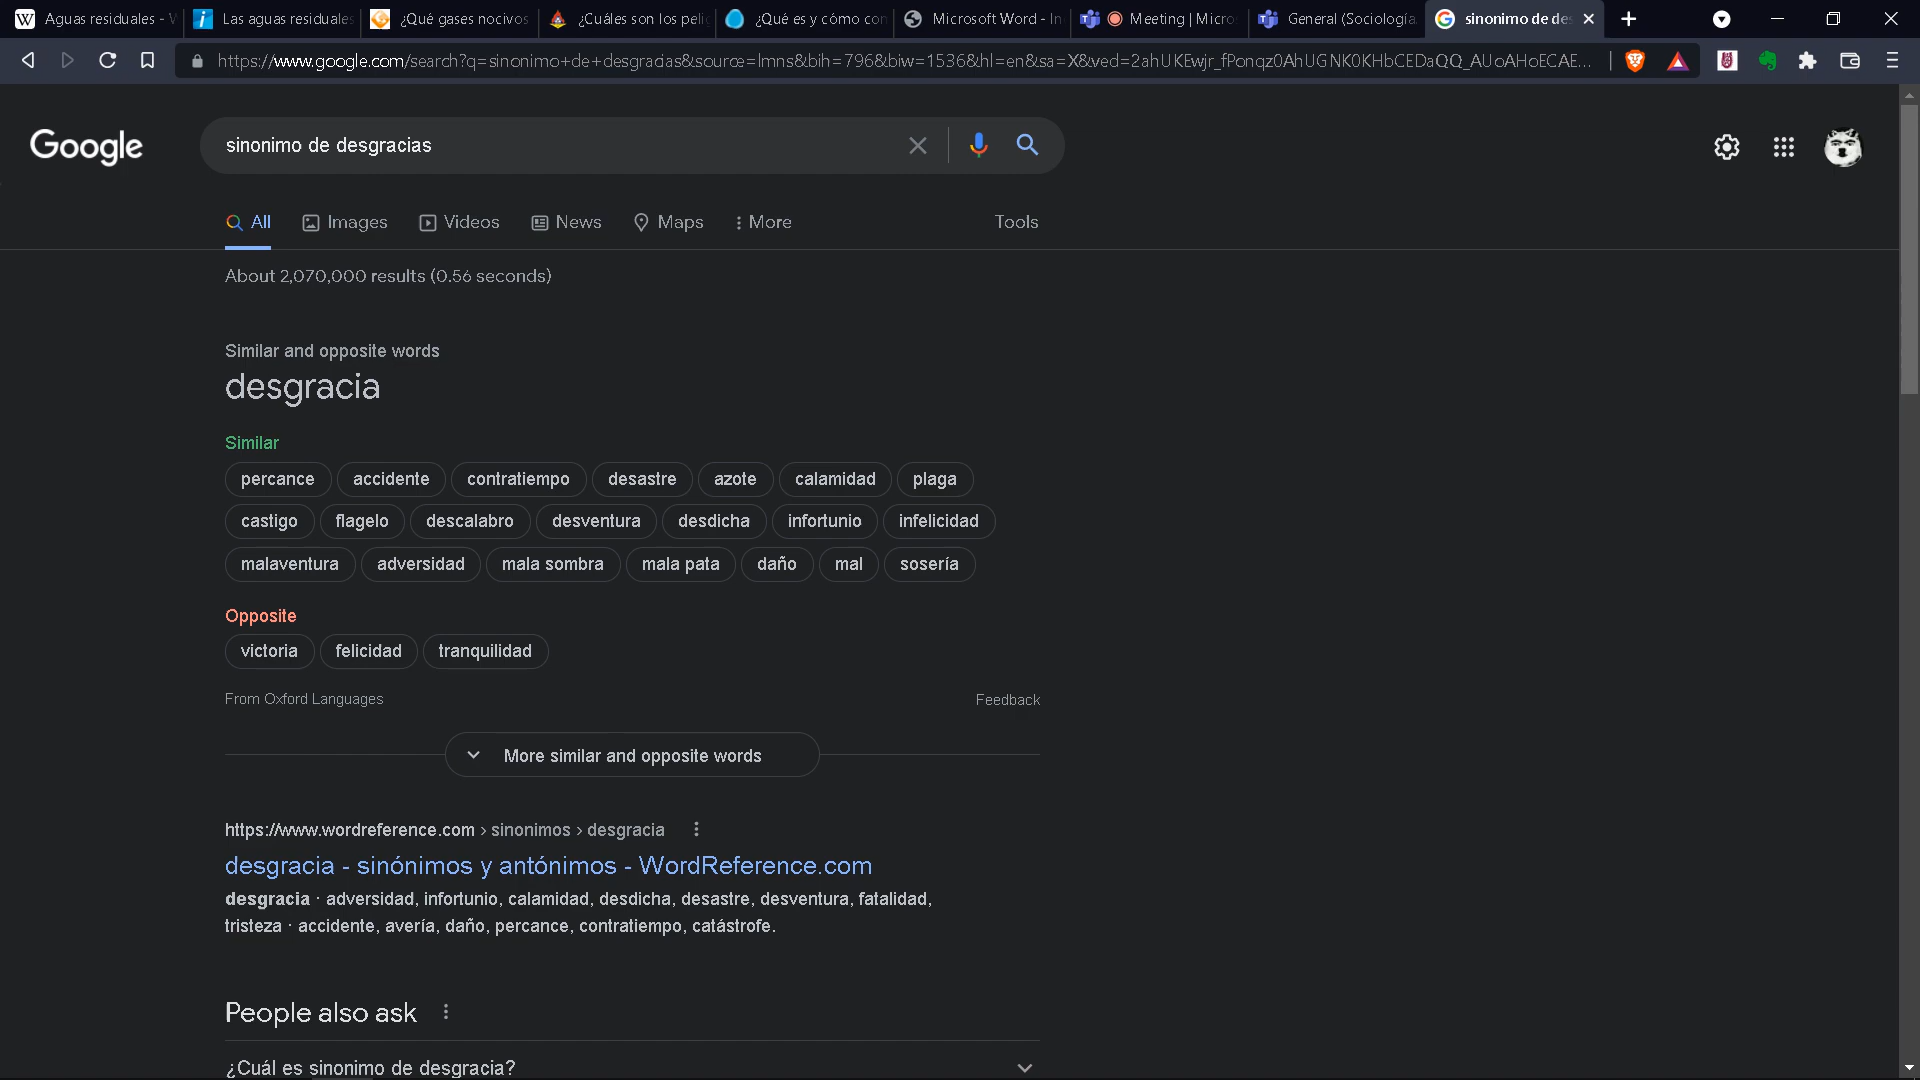 Aguas residuales - W
Las aguas residuales
¿Qué gases nocivos
¿Cuáles son los peli
¿Qué es y cómo con
Microsoft Word - In
Meeting | Micro
General (Sociología
sinonimo de des
https://www.google.com/search?q=sinonimo+de+desgracias&source=lmns&bih=796&biw=1536&hl=en&sa=X&ved=2ahUKEwjr_fPonqz0AhUGNK0KHbCEDaQQ_AUoAHoECAE...
Google
sinonimo de desgracias
All
Images
Videos
News
Maps
More
Tools
About 2,070,000 results (0.56 seconds)
Similar and opposite words
desgracia
Similar
percance accidente contratiempo desastre azote calamidad plaga
castigo flagelo descalabro desventura desdicha infortunio infelicidad
malaventura adversidad mala sombra mala pata daño mal sosería
Opposite
victoria felicidad tranquilidad
From Oxford Languages
Feedback
More similar and opposite words
https://www.wordreference.com › sinonimos › desgracia
desgracia - sinónimos y antónimos - WordReference.com
desgracia · adversidad, infortunio, calamidad, desdicha, desastre, desventura, fatalidad,
tristeza · accidente, avería, daño, percance, contratiempo, catástrofe.
People also ask
¿Cuál es sinonimo de desgracia?